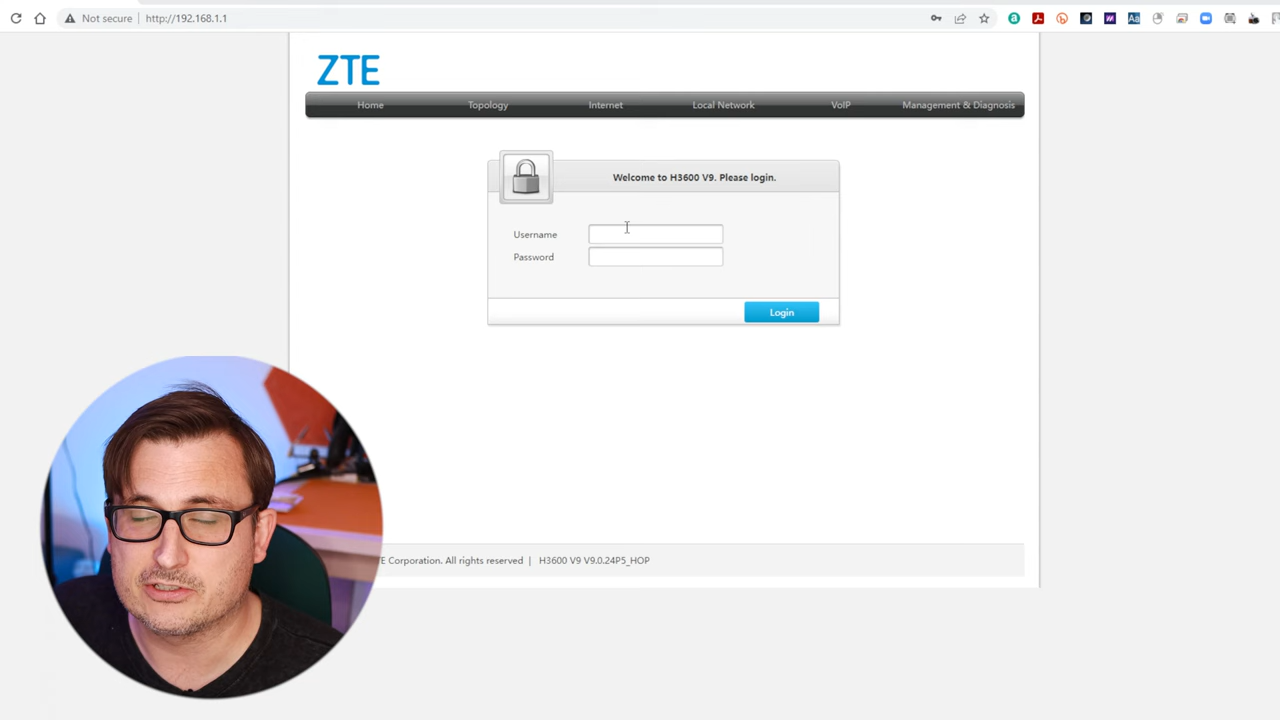 Not secure http://192.168.1.1
Aa
ZTE
Home Topology Internet Local Network VoIP Management & Diagnosis
Welcome to H3600 V9. Please login.
Username
Password
Login
Corporation. All rights reserved | H3600 V9 V9.0.24P5_HOP